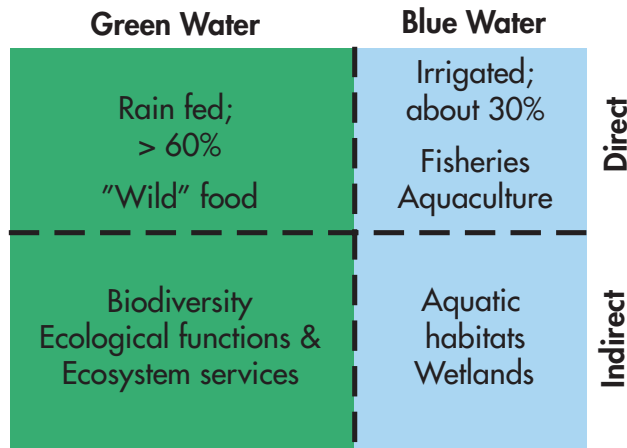 Green Water
Blue Water
Rain fed;
> 60%
”Wild” food
Irrigated;
about 30%
Fisheries
Aquaculture
Direct
Biodiversity
Ecological functions &
Ecosystem services
Aquatic
habitats
Wetlands
Indirect